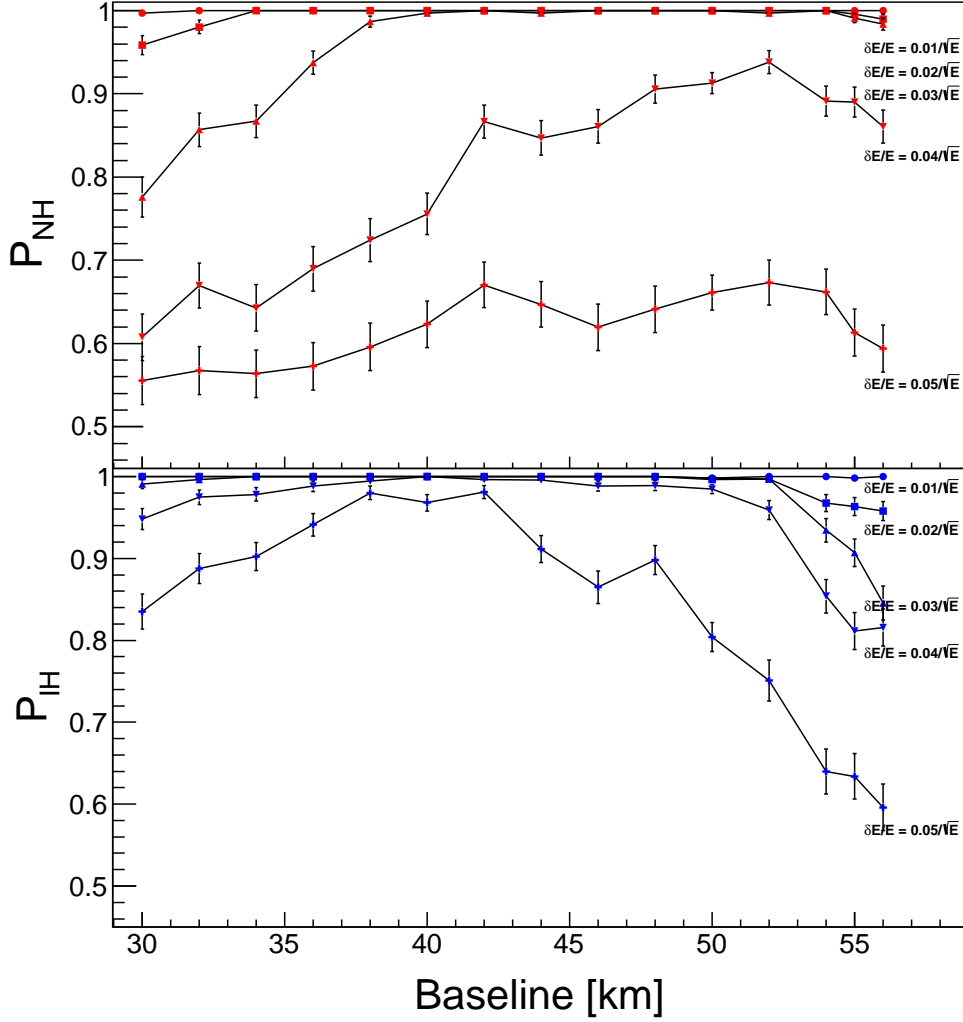 1
0.9
0.8
0.7
0.6
0.5
P_NH
δE/E = 0.01/√E
δE/E = 0.02/√E
δE/E = 0.03/√E
δE/E = 0.04/√E
δE/E = 0.05/√E
1
0.9
0.8
0.7
0.6
0.5
P_IH
δE/E = 0.01/√E
δE/E = 0.02/√E
δE/E = 0.03/√E
δE/E = 0.04/√E
δE/E = 0.05/√E
30 35 40 45 50 55
Baseline [km]